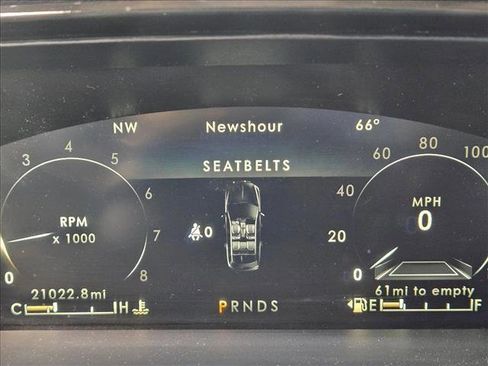 NW Newshour 66°
SEATBELTS
3 4 5 6 7 8 0
RPM
x 1000
0
0 20 40 60 80 100
MPH
0
21022.8mi
C H
PRNDS
61mi to empty
E F